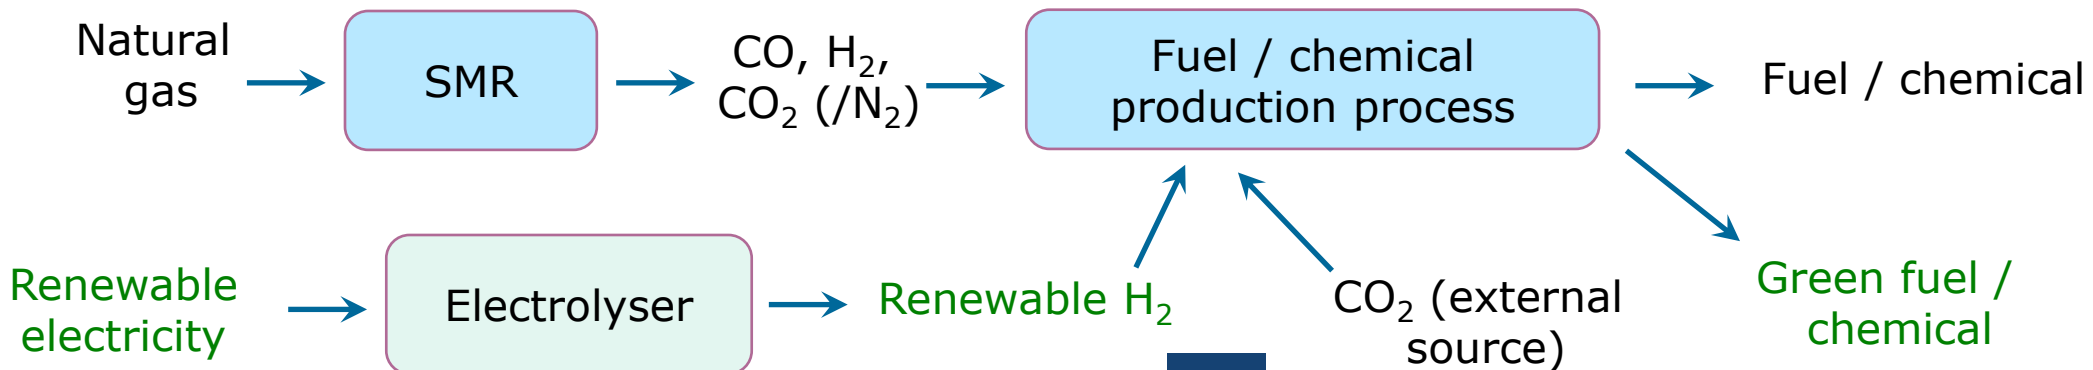 Natural
gas
SMR
CO, H₂,
CO₂ (/N₂)
Fuel / chemical
production process
Fuel / chemical
Renewable
electricity
Electrolyser
Renewable H₂
CO₂ (external
source)
Green fuel /
chemical